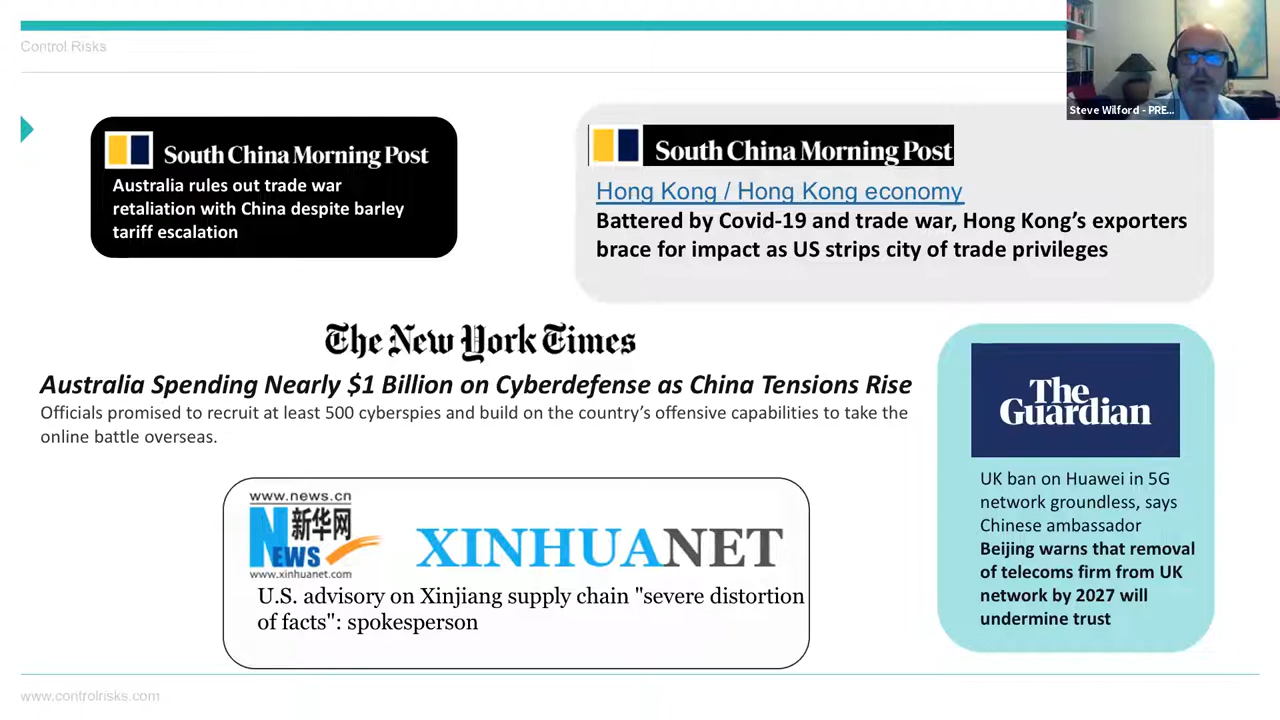 Control Risks
Steve Wilford - PRE...
South China Morning Post
Australia rules out trade war
retaliation with China despite barley
tariff escalation
South China Morning Post
Hong Kong / Hong Kong economy
Battered by Covid-19 and trade war, Hong Kong's exporters
brace for impact as US strips city of trade privileges
The New York Times
Australia Spending Nearly $1 Billion on Cyberdefense as China Tensions Rise
Officials promised to recruit at least 500 cyberspies and build on the country's offensive capabilities to take the
online battle overseas.
The
Guardian
UK ban on Huawei in 5G
network groundless, says
Chinese ambassador
Beijing warns that removal
of telecoms firm from UK
network by 2027 will
undermine trust
www.news.cn
新华网
NEWS
www.xinhuanet.com
XINHUANET
U.S. advisory on Xinjiang supply chain "severe distortion
of facts": spokesperson
www.controlrisks.com